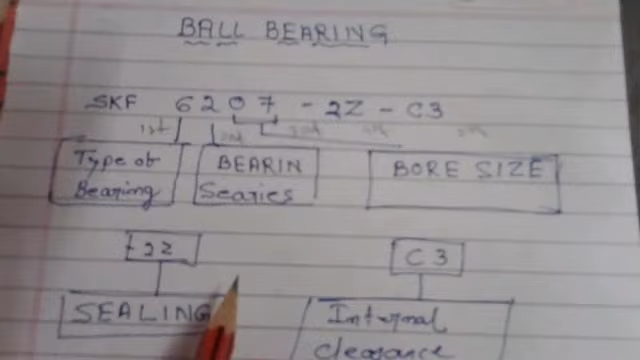 BALL BEARING
SKF 6207 - 2Z - C3
1st
Type of BEARIN BORE SIZE
Bearing Searies
- 2Z C3
SEALING Internal
clearance